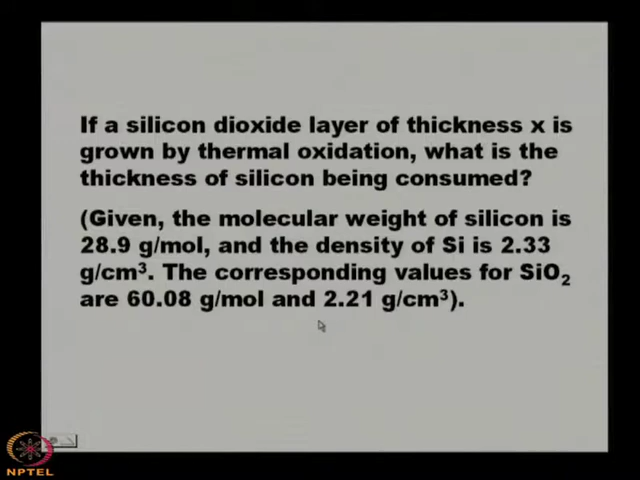 If a silicon dioxide layer of thickness x is
grown by thermal oxidation, what is the
thickness of silicon being consumed?
(Given, the molecular weight of silicon is
28.9 g/mol, and the density of Si is 2.33
g/cm³. The corresponding values for SiO₂
are 60.08 g/mol and 2.21 g/cm³).
NPTEL